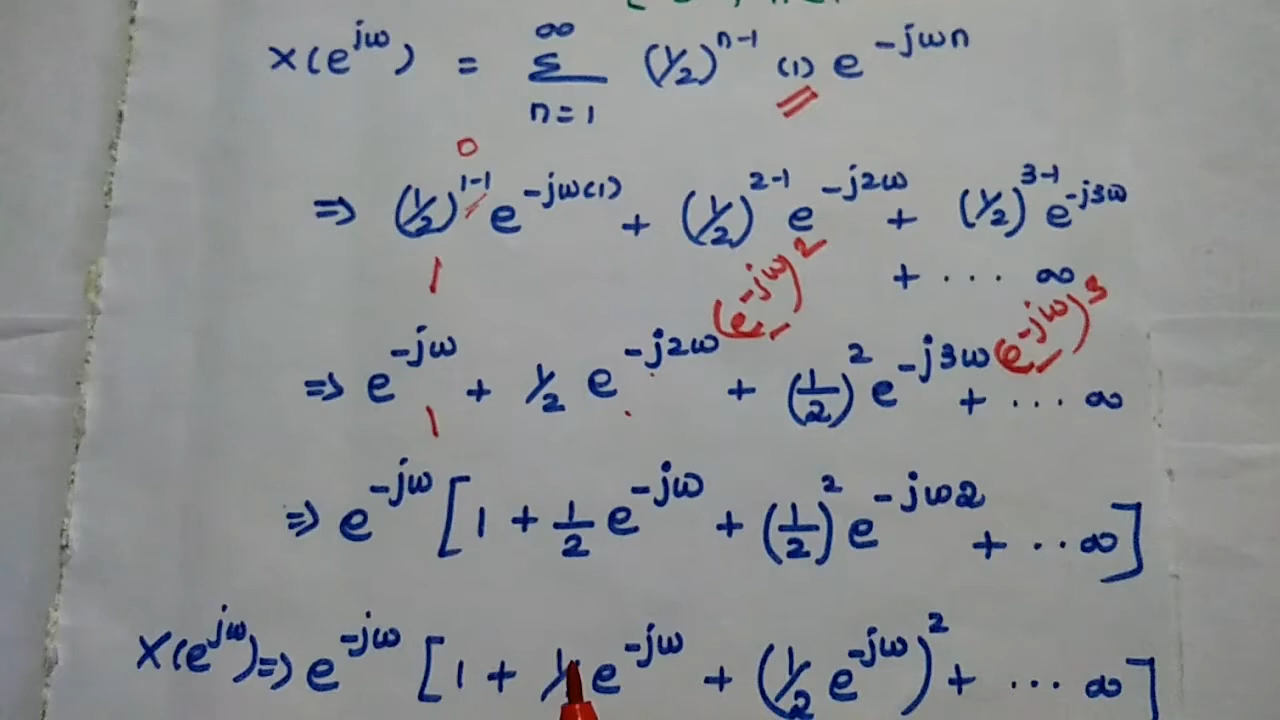 X(e^jω) = Σ_{n=1}^{∞} (1/2)^{n-1} (1) e^{-jωn}
0
⇒ (1/2)^{1-1} e^{-jω(1)} + (1/2)^{2-1} e^{-j2ω} + (1/2)^{3-1} e^{-j3ω}
+ ... ∞
1
(e^{-jω})^2
(e^{-jω})^3
⇒ e^{-jω} + 1/2 e^{-j2ω} + (1/2)^2 e^{-j3ω} + ... ∞
1
⇒ e^{-jω} [1 + 1/2 e^{-jω} + (1/2)^2 e^{-jω2} + .. ∞]
X(e^jω) ⇒ e^{-jω} [1 + 1/ e^{-jω} + (1/2 e^{-jω})^2 + ... ∞]